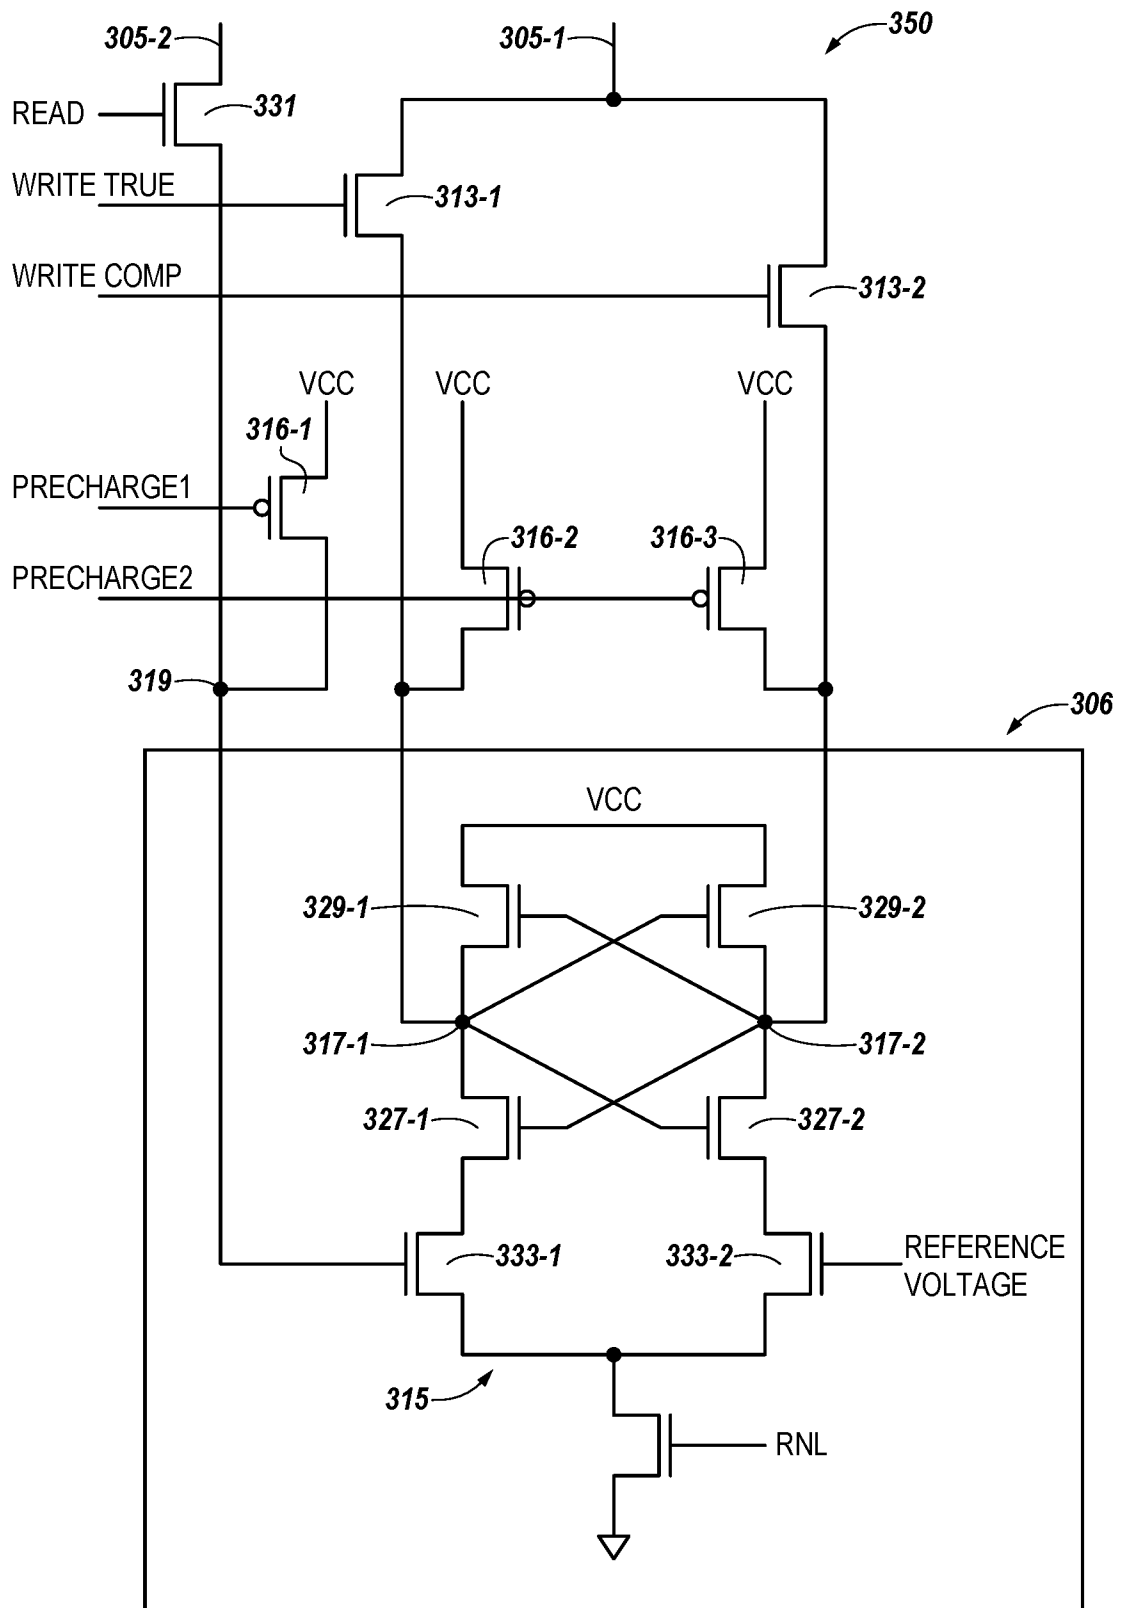 305-2
305-1
350
READ
331
WRITE TRUE
313-1
WRITE COMP
313-2
VCC
VCC
VCC
316-1
PRECHARGE1
316-2
316-3
PRECHARGE2
319
306
VCC
329-1
329-2
317-1
317-2
327-1
327-2
333-1
333-2
REFERENCE
VOLTAGE
315
RNL